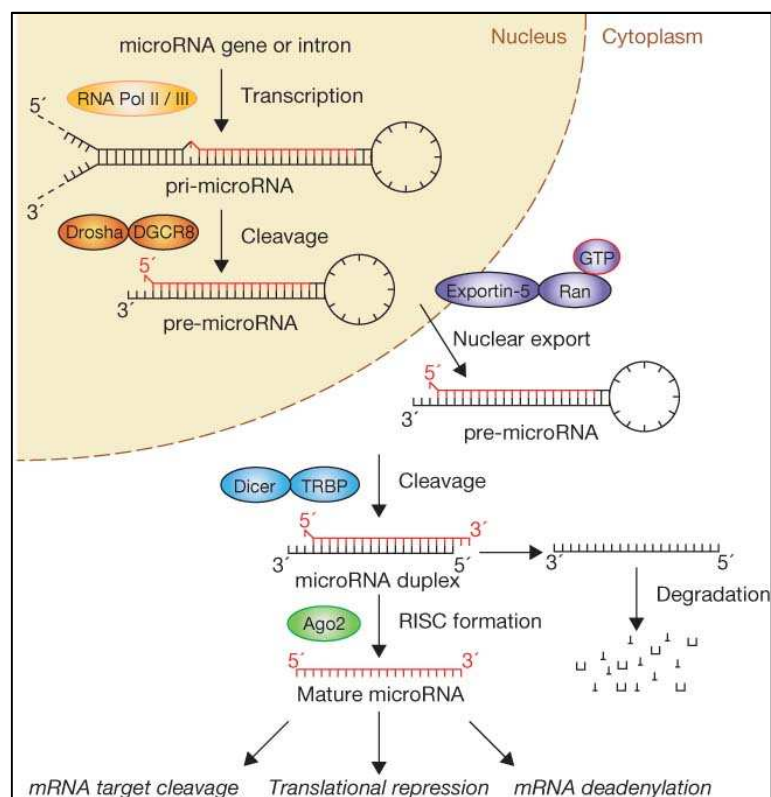 microRNA gene or intron
Nucleus
Cytoplasm
RNA Pol II / III
Transcription
5´
3´
pri-microRNA
Drosha
DGCR8
Cleavage
5´
3´
pre-microRNA
GTP
Exportin-5
Ran
Nuclear export
5´
3´
pre-microRNA
Dicer
TRBP
Cleavage
5´
3´
3´
5´
microRNA duplex
3´
5´
Degradation
Ago2
RISC formation
5´
3´
Mature microRNA
mRNA target cleavage
Translational repression
mRNA deadenylation